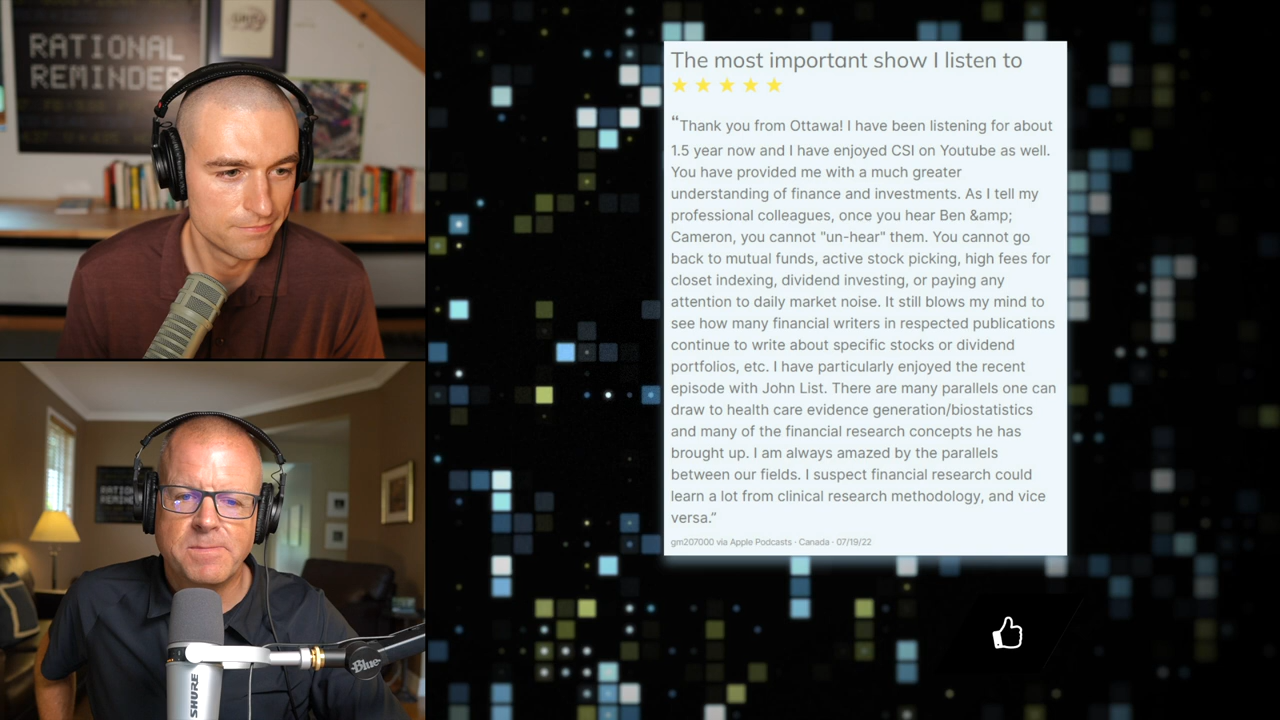 RATIONAL
REMINDER
The most important show I listen to
“Thank you from Ottawa! I have been listening for about
1.5 year now and I have enjoyed CSI on Youtube as well.
You have provided me with a much greater
understanding of finance and investments. As I tell my
professional colleagues, once you hear Ben &amp;
Cameron, you cannot "un-hear" them. You cannot go
back to mutual funds, active stock picking, high fees for
closet indexing, dividend investing, or paying any
attention to daily market noise. It still blows my mind to
see how many financial writers in respected publications
continue to write about specific stocks or dividend
portfolios, etc. I have particularly enjoyed the recent
episode with John List. There are many parallels one can
draw to health care evidence generation/biostatistics
and many of the financial research concepts he has
brought up. I am always amazed by the parallels
between our fields. I suspect financial research could
learn a lot from clinical research methodology, and vice
versa.”
gm207000 via Apple Podcasts · Canada · 07/19/22
SHURE
Blue